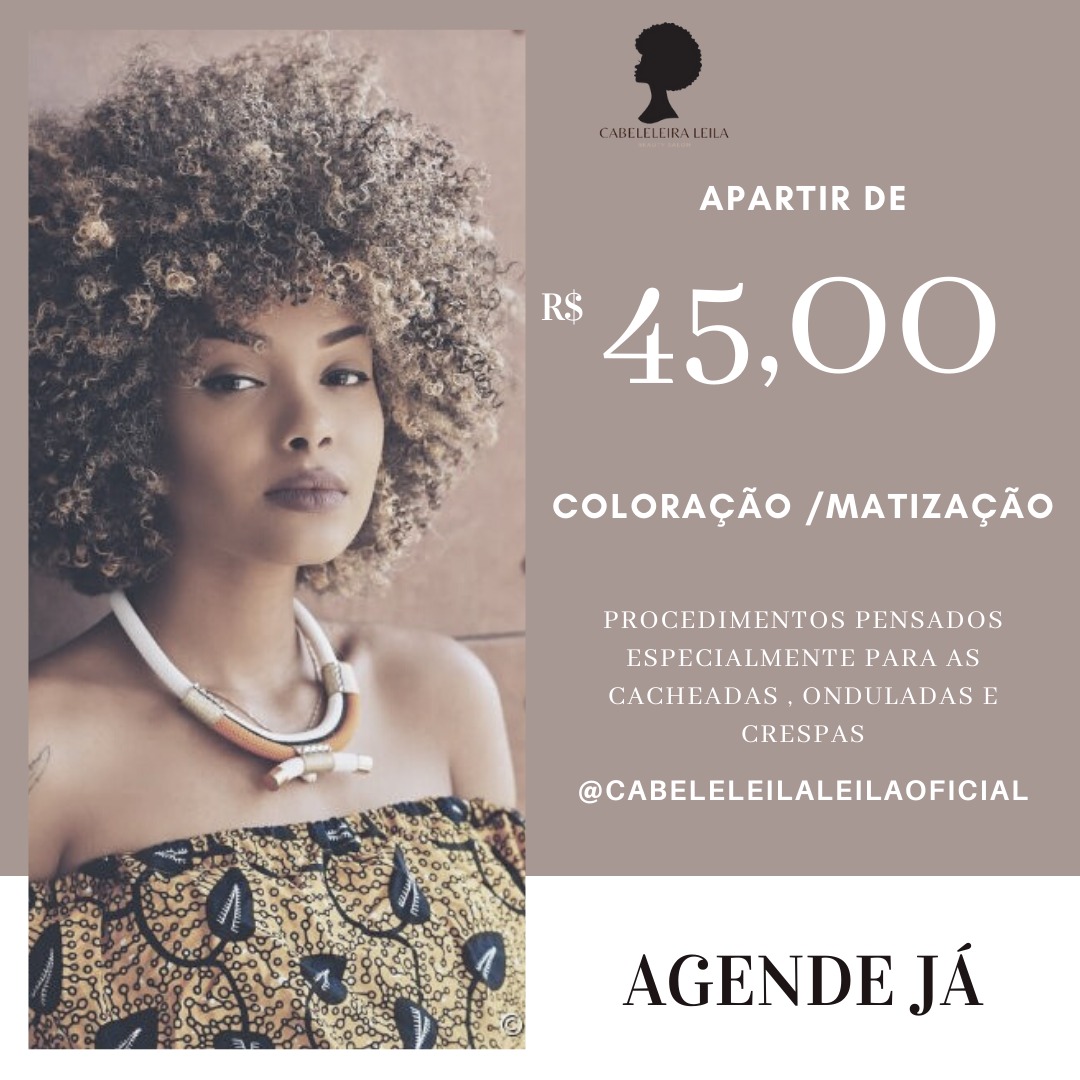 CABELELEIRA LEILA
APARTIR DE
R$ 45,00
COLORAÇÃO /MATIZAÇÃO
PROCEDIMENTOS PENSADOS
ESPECIALMENTE PARA AS
CACHEADAS , ONDULADAS E
CRESPAS
@CABELELEILALEILAOFICIAL
AGENDE JÁ
©